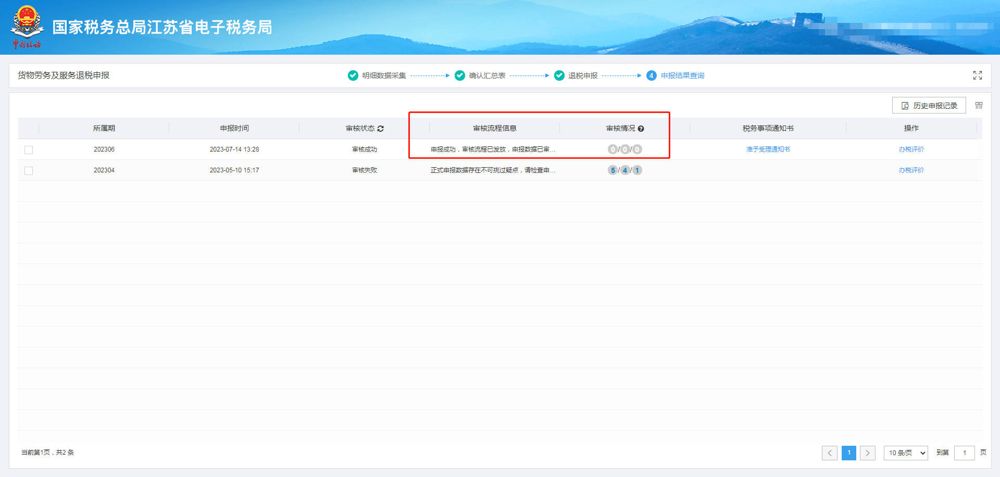 国家税务总局江苏省电子税务局
中国税务
货物劳务及服务退税申报
明细数据采集
确认汇总表
退税申报
4 申报结果查询
历史申报记录
所属期 申报时间 审核状态 审核流程信息 审核情况 税务事项通知书 操作
202306 2023-07-14 13:28 审核成功 申报成功，审核流程已发放，申报数据已审... 0/0/0 准予受理通知书 办税评价
202304 2023-05-10 15:17 审核失败 正式申报数据存在不可挑过疑点，请检查申... 5/4/1 办税评价
当前第1页，共2 条
1 10 条/页 到第 1 页